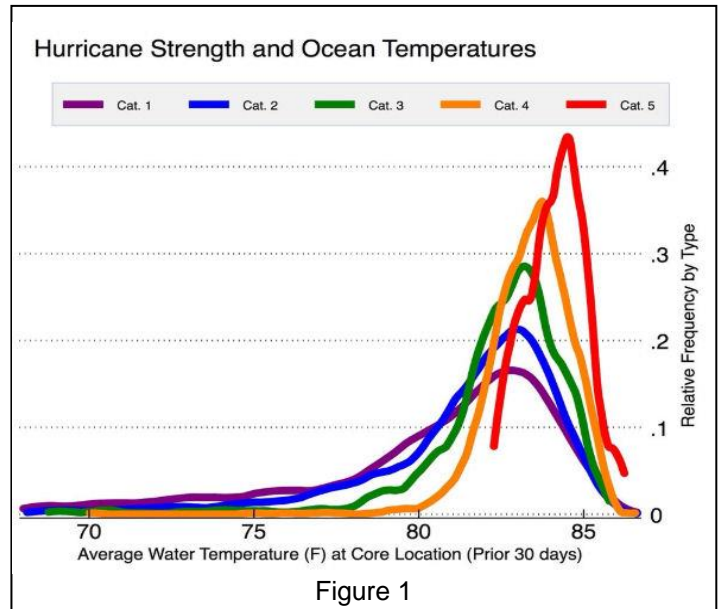 Hurricane Strength and Ocean Temperatures
Cat. 1 Cat. 2 Cat. 3 Cat. 4 Cat. 5
.4
.3
.2
.1
0
Relative Frequency by Type
70 75 80 85
Average Water Temperature (F) at Core Location (Prior 30 days)
Figure 1